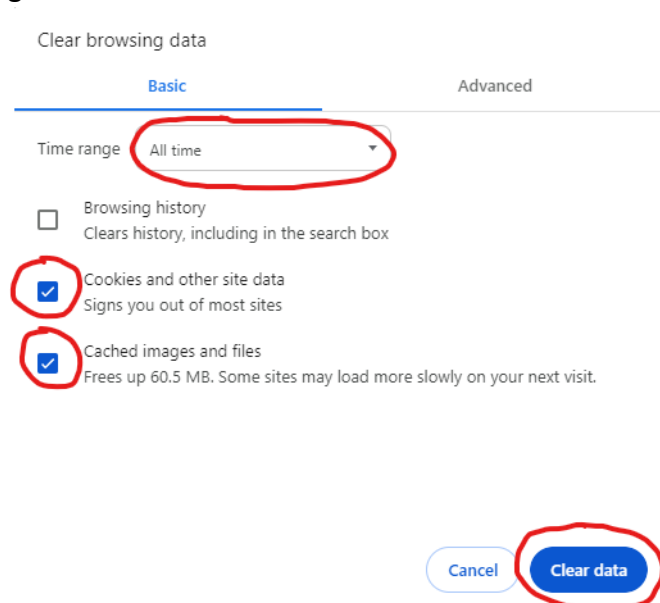 Clear browsing data
Basic
Advanced
Time range
All time
Browsing history
Clears history, including in the search box
Cookies and other site data
Signs you out of most sites
Cached images and files
Frees up 60.5 MB. Some sites may load more slowly on your next visit.
Cancel
Clear data